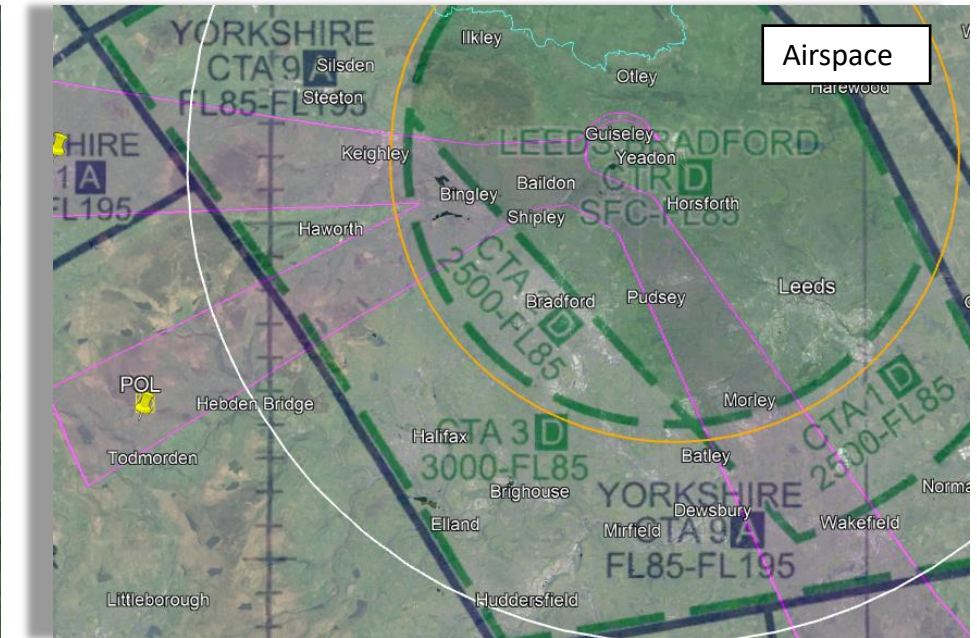 Airspace
YORKSHIRE
CTA 9 A
FL85-FL195
Silsden
Steeton
Ilkley
Otley
Harewood
HIRE
1 A
FL195
Keighley
LEEDS BRADFORD
CTR D
SFC-FL85
Guiseley
Yeadon
Bingley
Baildon
Shipley
Horsforth
Haworth
CTA
D
2500-FL85
Bradford
Pudsey
Leeds
POL
Hebden Bridge
Todmorden
Halifax
CTA 3 D
3000-FL85
Morley
CTA 1 D
2500-FL85
Batley
Brighouse
Elland
YORKSHIRE
CTA 9 A
FL85-FL195
Dewsbury
Mirfield
Wakefield
Norma
Littleborough
Huddersfield